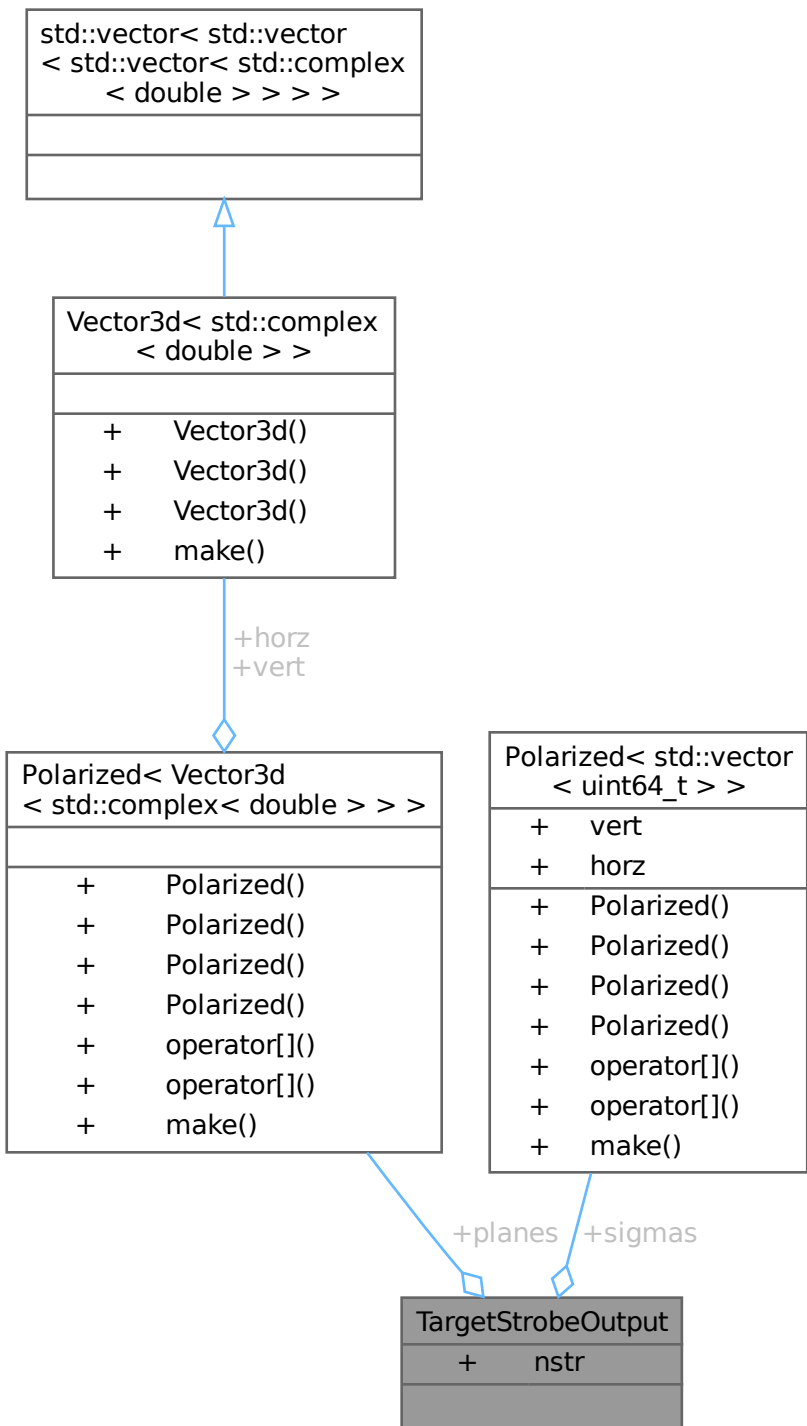 std::vector< std::vector
< std::vector< std::complex
< double > > > >
Vector3d< std::complex
< double > >
+ Vector3d()
+ Vector3d()
+ Vector3d()
+ make()
+horz
+vert
Polarized< Vector3d
< std::complex< double > > >
+ Polarized()
+ Polarized()
+ Polarized()
+ Polarized()
+ operator[]()
+ operator[]()
+ make()
Polarized< std::vector
< uint64_t > >
+ vert
+ horz
+ Polarized()
+ Polarized()
+ Polarized()
+ Polarized()
+ operator[]()
+ operator[]()
+ make()
+planes
+sigmas
TargetStrobeOutput
+ nstr